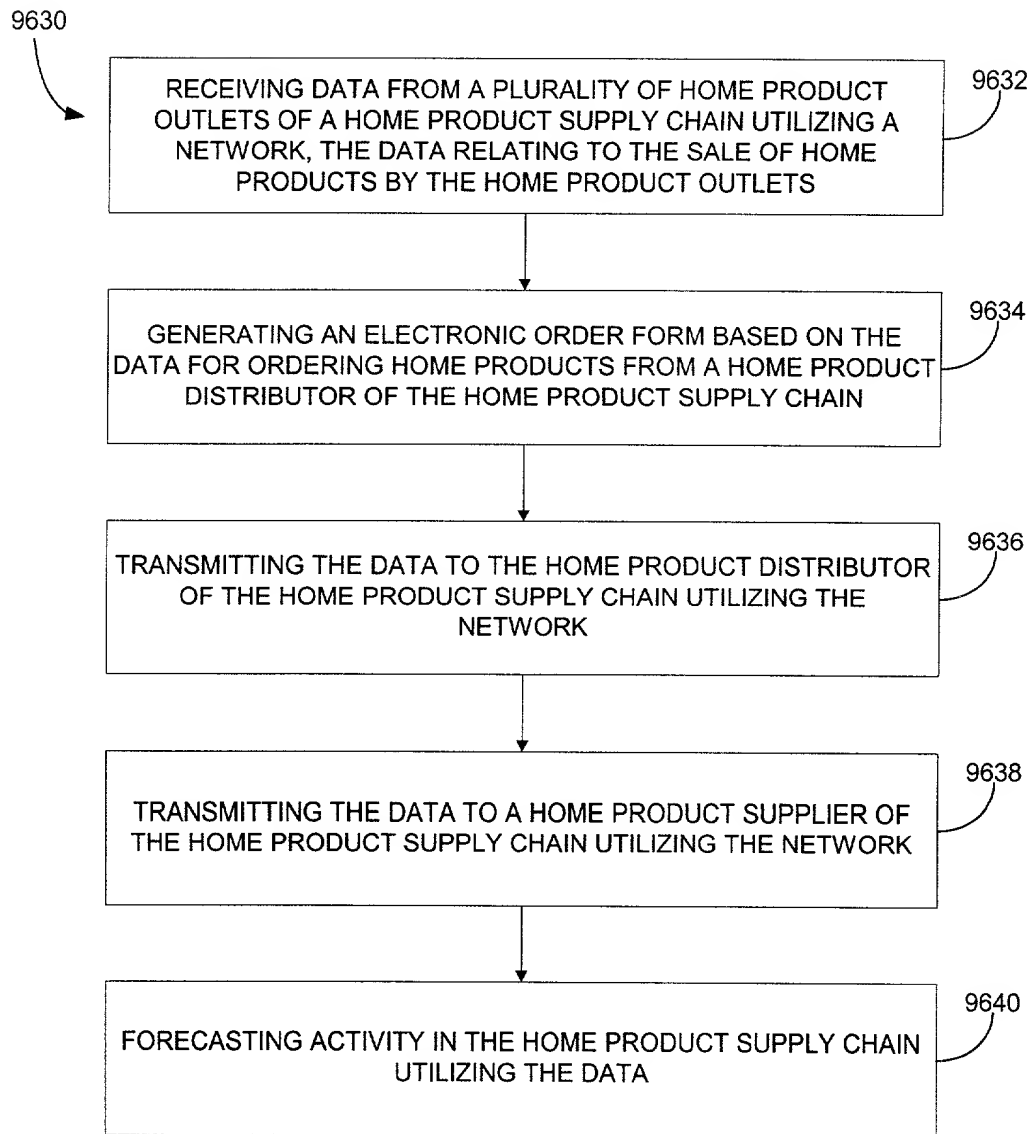 9630
RECEIVING DATA FROM A PLURALITY OF HOME PRODUCT
OUTLETS OF A HOME PRODUCT SUPPLY CHAIN UTILIZING A
NETWORK, THE DATA RELATING TO THE SALE OF HOME
PRODUCTS BY THE HOME PRODUCT OUTLETS
9632
GENERATING AN ELECTRONIC ORDER FORM BASED ON THE
DATA FOR ORDERING HOME PRODUCTS FROM A HOME PRODUCT
DISTRIBUTOR OF THE HOME PRODUCT SUPPLY CHAIN
9634
TRANSMITTING THE DATA TO THE HOME PRODUCT DISTRIBUTOR
OF THE HOME PRODUCT SUPPLY CHAIN UTILIZING THE
NETWORK
9636
TRANSMITTING THE DATA TO A HOME PRODUCT SUPPLIER OF
THE HOME PRODUCT SUPPLY CHAIN UTILIZING THE NETWORK
9638
FORECASTING ACTIVITY IN THE HOME PRODUCT SUPPLY CHAIN
UTILIZING THE DATA
9640